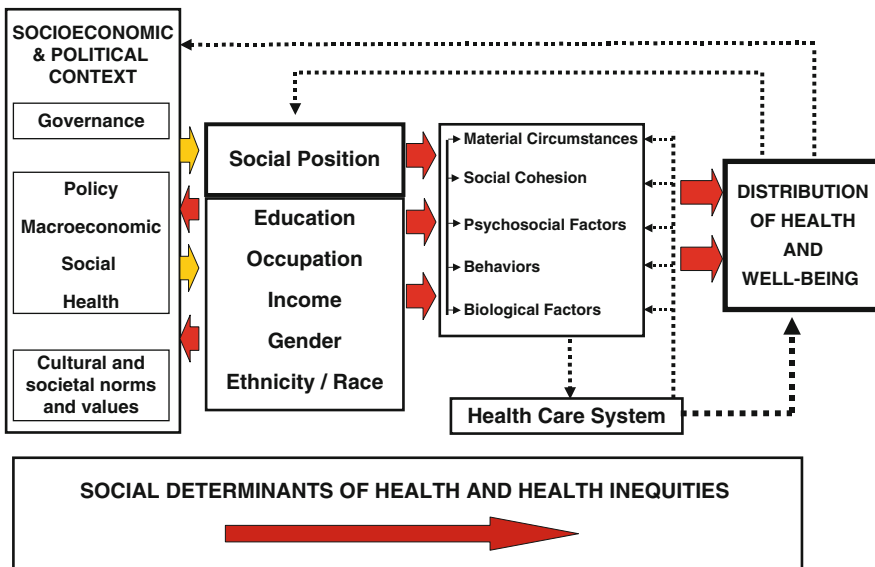 SOCIOECONOMIC
& POLITICAL
CONTEXT
Governance
Policy
Macroeconomic
Social
Health
Cultural and
societal norms
and values
Social Position
Education
Occupation
Income
Gender
Ethnicity / Race
Material Circumstances
Social Cohesion
Psychosocial Factors
Behaviors
Biological Factors
Health Care System
DISTRIBUTION
OF HEALTH
AND
WELL-BEING
SOCIAL DETERMINANTS OF HEALTH AND HEALTH INEQUITIES